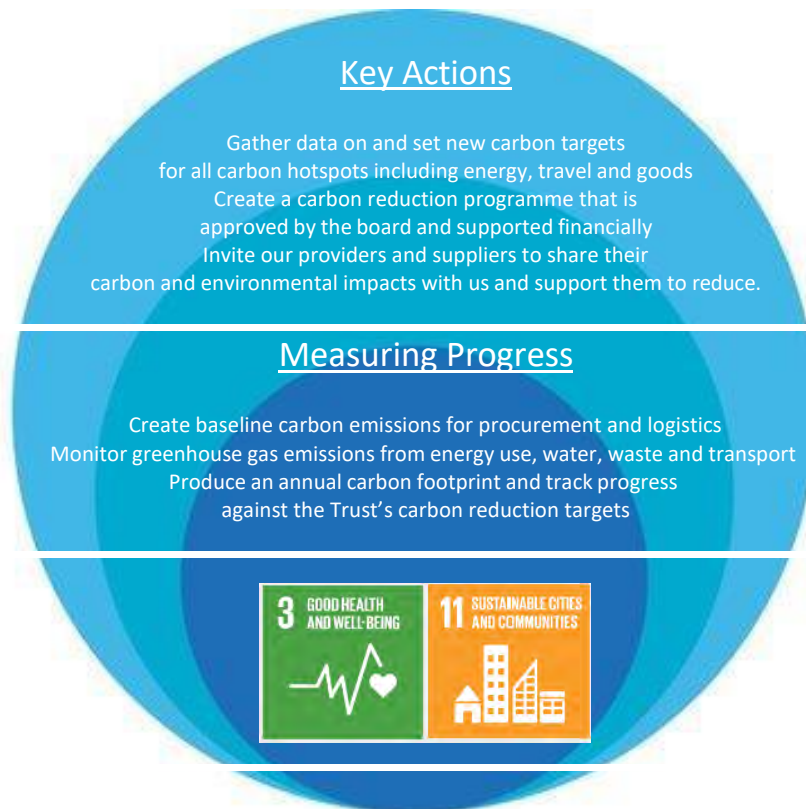 Key Actions
Gather data on and set new carbon targets
for all carbon hotspots including energy, travel and goods
Create a carbon reduction programme that is
approved by the board and supported financially
Invite our providers and suppliers to share their
carbon and environmental impacts with us and support them to reduce.
Measuring Progress
Create baseline carbon emissions for procurement and logistics
Monitor greenhouse gas emissions from energy use, water, waste and transport
Produce an annual carbon footprint and track progress
against the Trust’s carbon reduction targets
3 GOOD HEALTH
AND WELL-BEING
11 SUSTAINABLE CITIES
AND COMMUNITIES